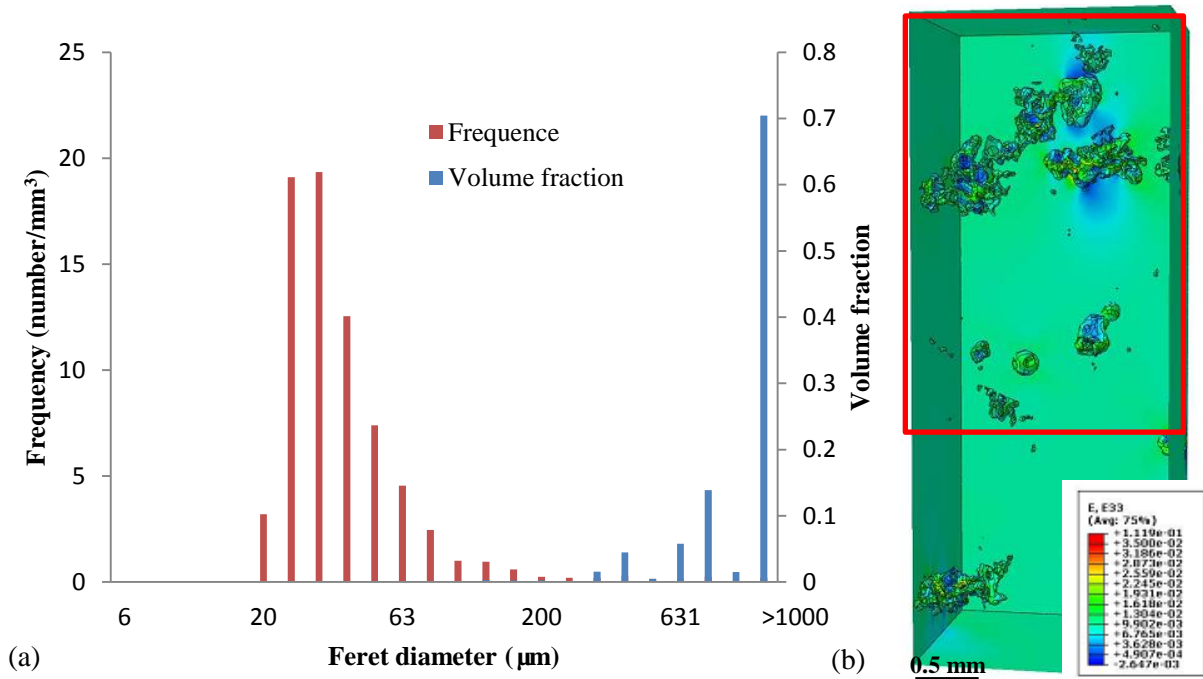 25
20
15
10
5
0
Frequency (number/mm³)
Frequence
Volume fraction
0.8
0.7
0.6
0.5
0.4
0.3
0.2
0.1
0
Volume fraction
6
20
63
200
631
>1000
(a)
Feret diameter (μm)
(b)
0.5 mm
E, E33
(Avg: 75%)
+1.119e-01
+3.500e-02
+3.186e-02
+2.873e-02
+2.559e-02
+2.245e-02
+1.931e-02
+1.618e-02
+1.304e-02
+9.902e-03
+6.765e-03
+3.628e-03
+4.907e-04
-2.647e-03